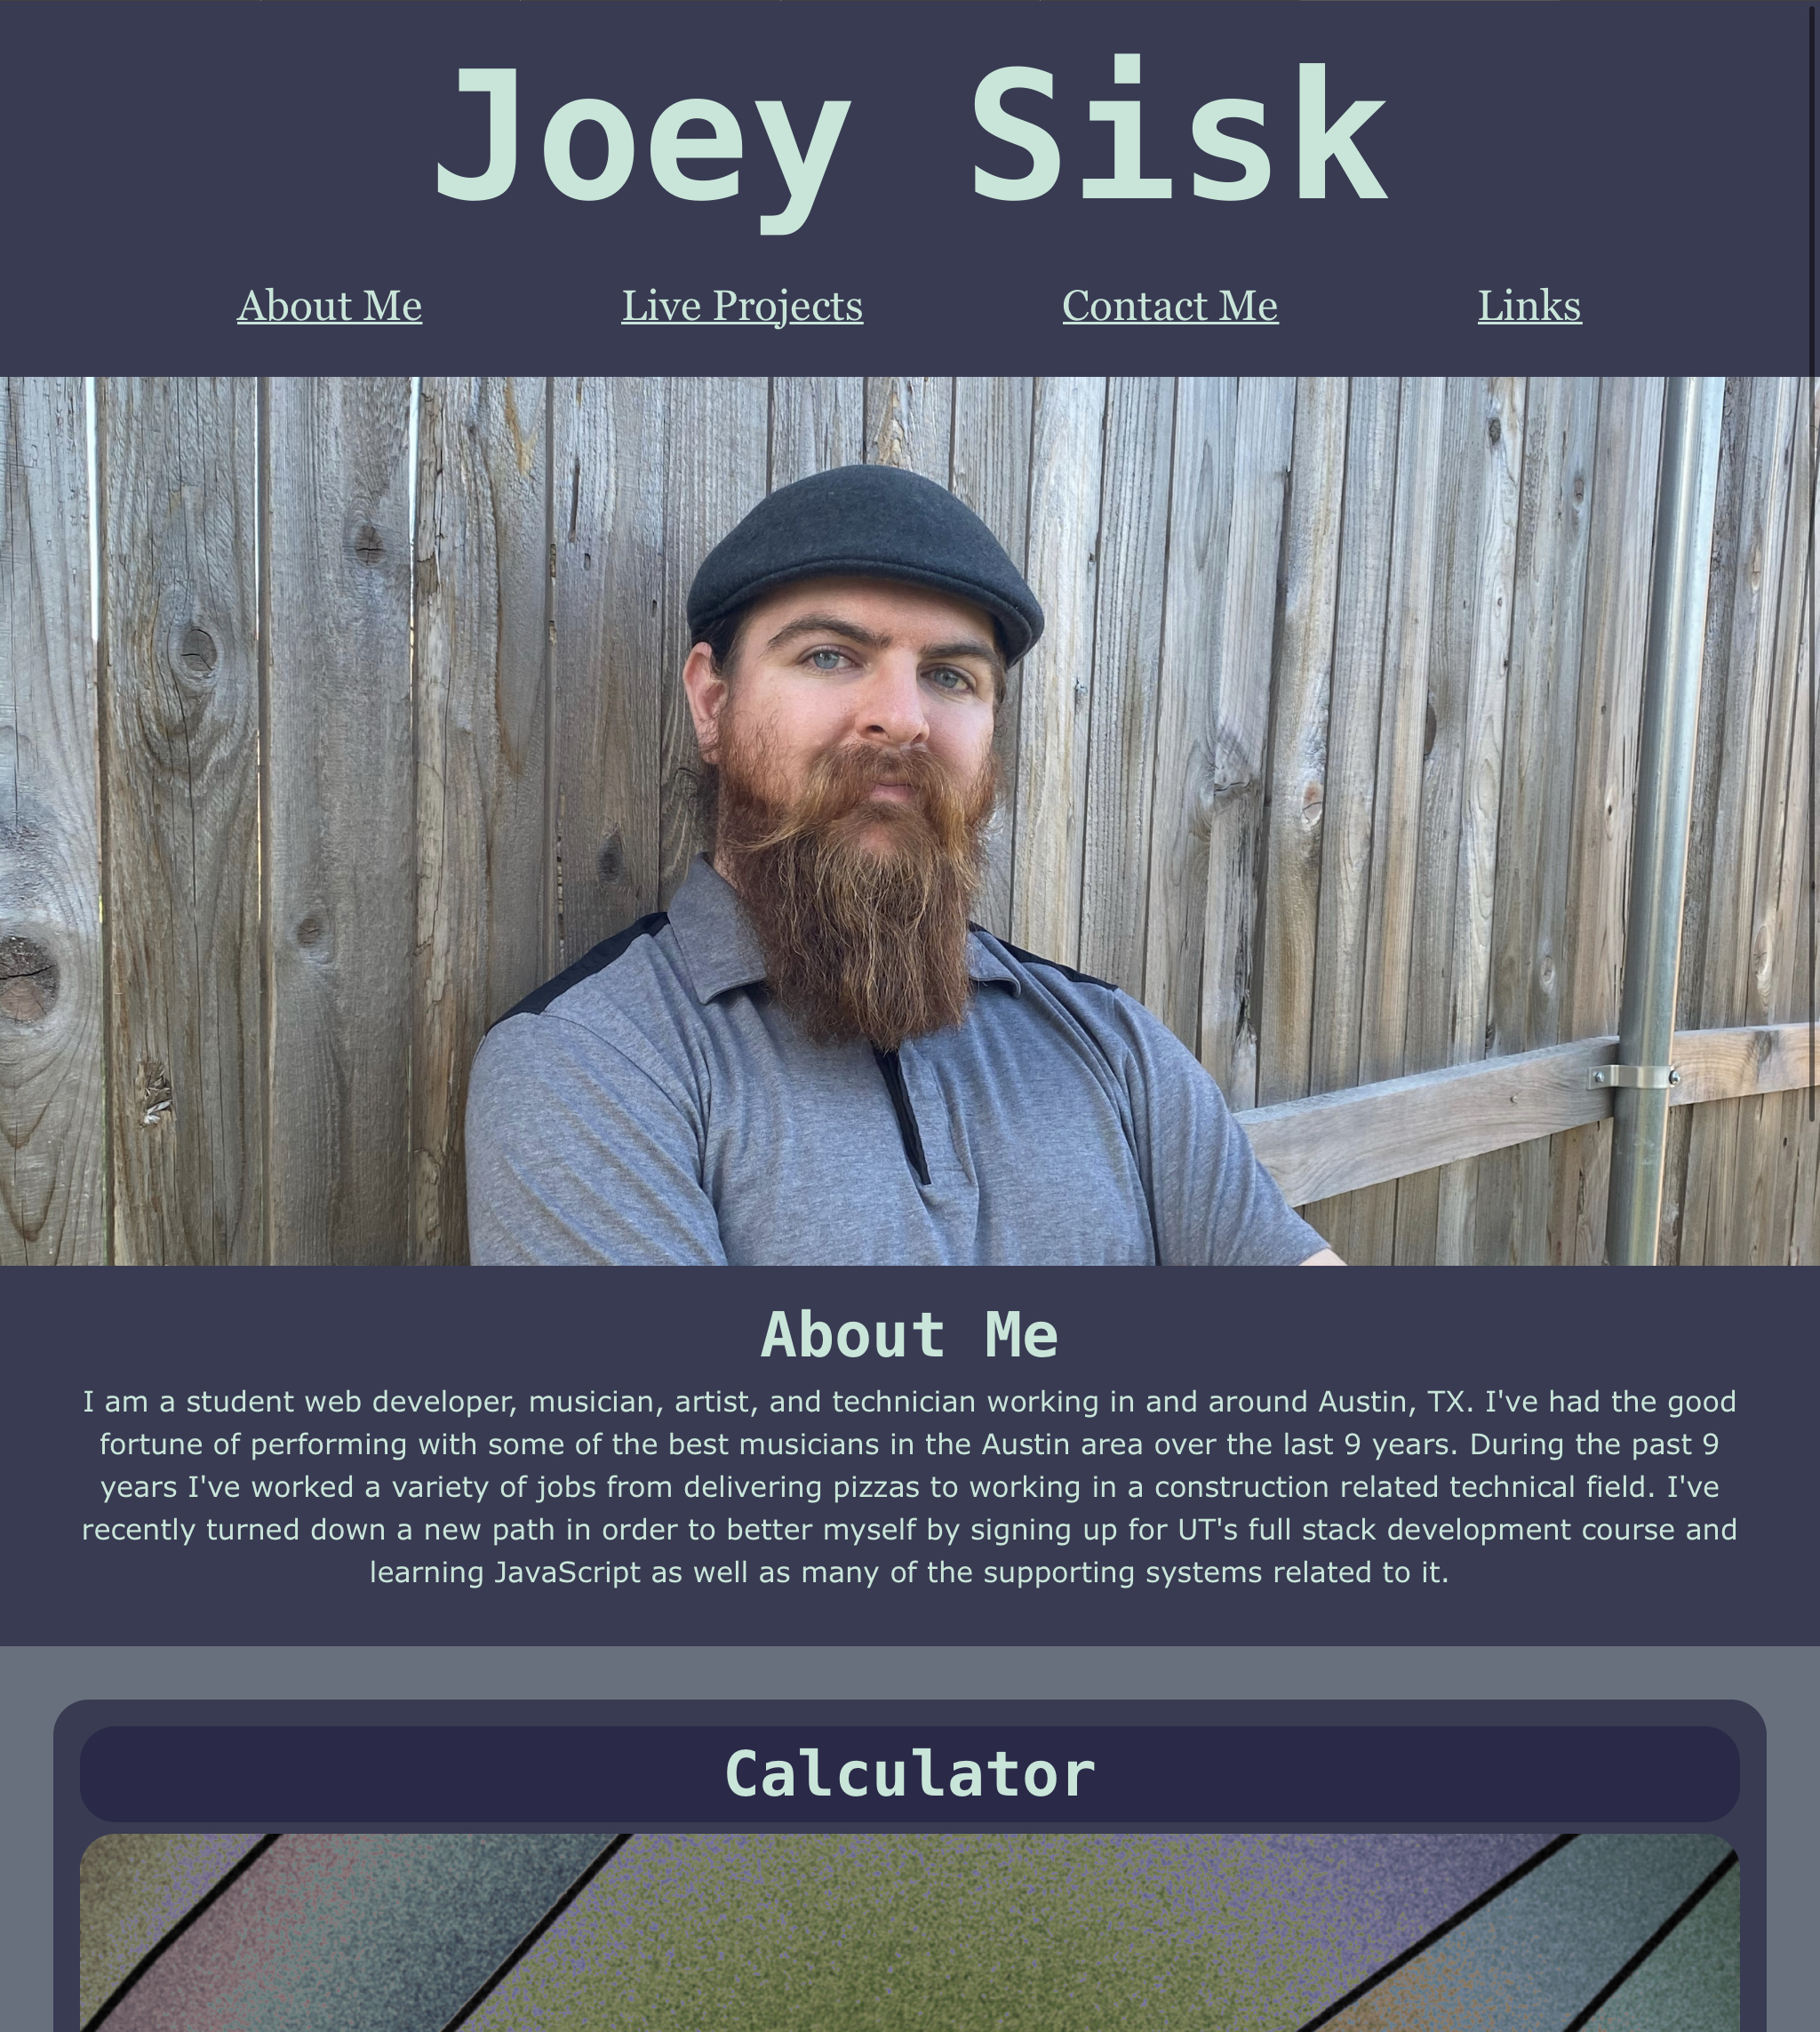 Joey Sisk
About Me Live Projects Contact Me Links
About Me
I am a student web developer, musician, artist, and technician working in and around Austin, TX. I've had the good
fortune of performing with some of the best musicians in the Austin area over the last 9 years. During the past 9
years I've worked a variety of jobs from delivering pizzas to working in a construction related technical field. I've
recently turned down a new path in order to better myself by signing up for UT's full stack development course and
learning JavaScript as well as many of the supporting systems related to it.
Calculator